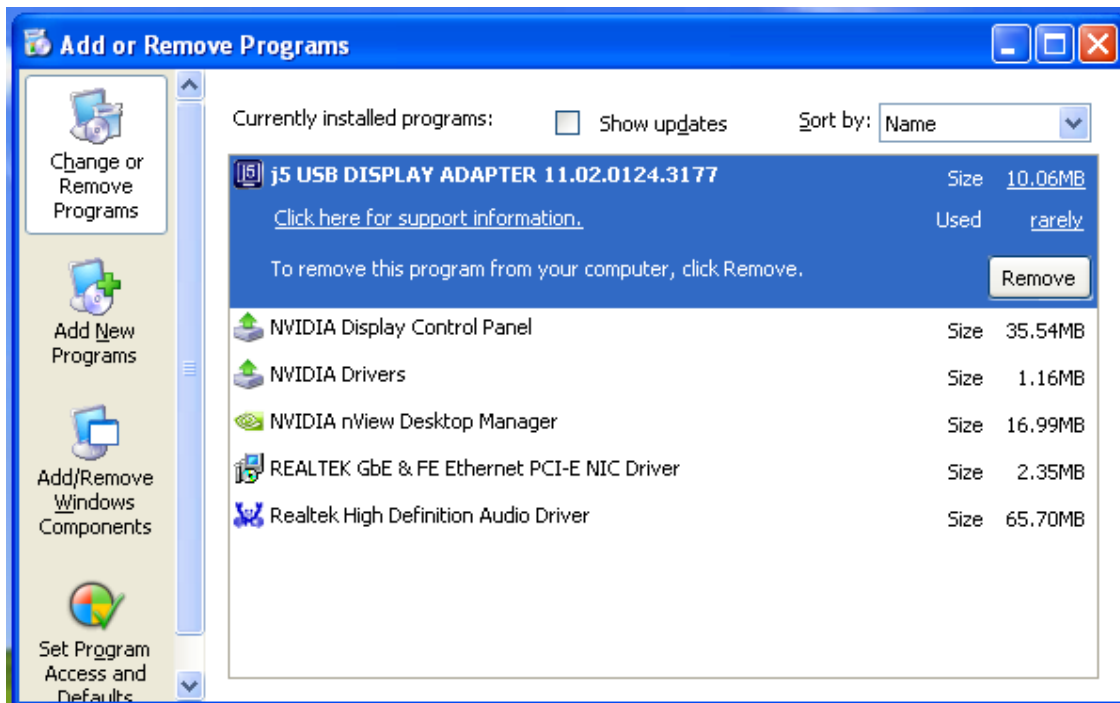 Add or Remove Programs
Change or
Remove
Programs
Add New
Programs
Add/Remove
Windows
Components
Set Program
Access and
Defaults
Currently installed programs:
Show updates
Sort by: Name
j5 USB DISPLAY ADAPTER 11.02.0124.3177 Size 10.06MB
Click here for support information. Used rarely
To remove this program from your computer, click Remove. Remove
NVIDIA Display Control Panel Size 35.54MB
NVIDIA Drivers Size 1.16MB
NVIDIA nView Desktop Manager Size 16.99MB
REALTEK GbE & FE Ethernet PCI-E NIC Driver Size 2.35MB
Realtek High Definition Audio Driver Size 65.70MB